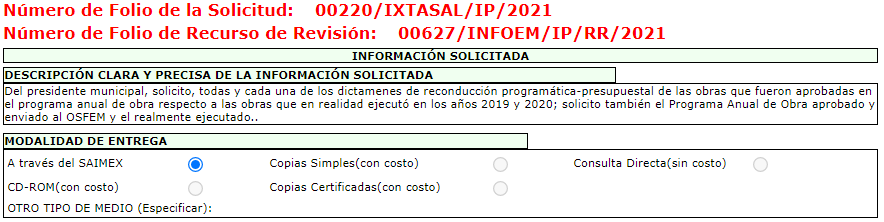 Número de Folio de la Solicitud: 00220/IXTASAL/IP/2021
Número de Folio de Recurso de Revisión: 00627/INFOEM/IP/RR/2021
INFORMACIÓN SOLICITADA
DESCRIPCIÓN CLARA Y PRECISA DE LA INFORMACIÓN SOLICITADA
Del presidente municipal, solicito, todas y cada una de los dictamenes de reconducción programática-presupuestal de las obras que fueron aprobadas en
el programa anual de obra respecto a las obras que en realidad ejecutó en los años 2019 y 2020; solicito también el Programa Anual de Obra aprobado y
enviado al OSFEM y el realmente ejecutado..
MODALIDAD DE ENTREGA
A través del SAIMEX Copias Simples(con costo) Consulta Directa(sin costo)
CD-ROM(con costo) Copias Certificadas(con costo)
OTRO TIPO DE MEDIO (Especificar):